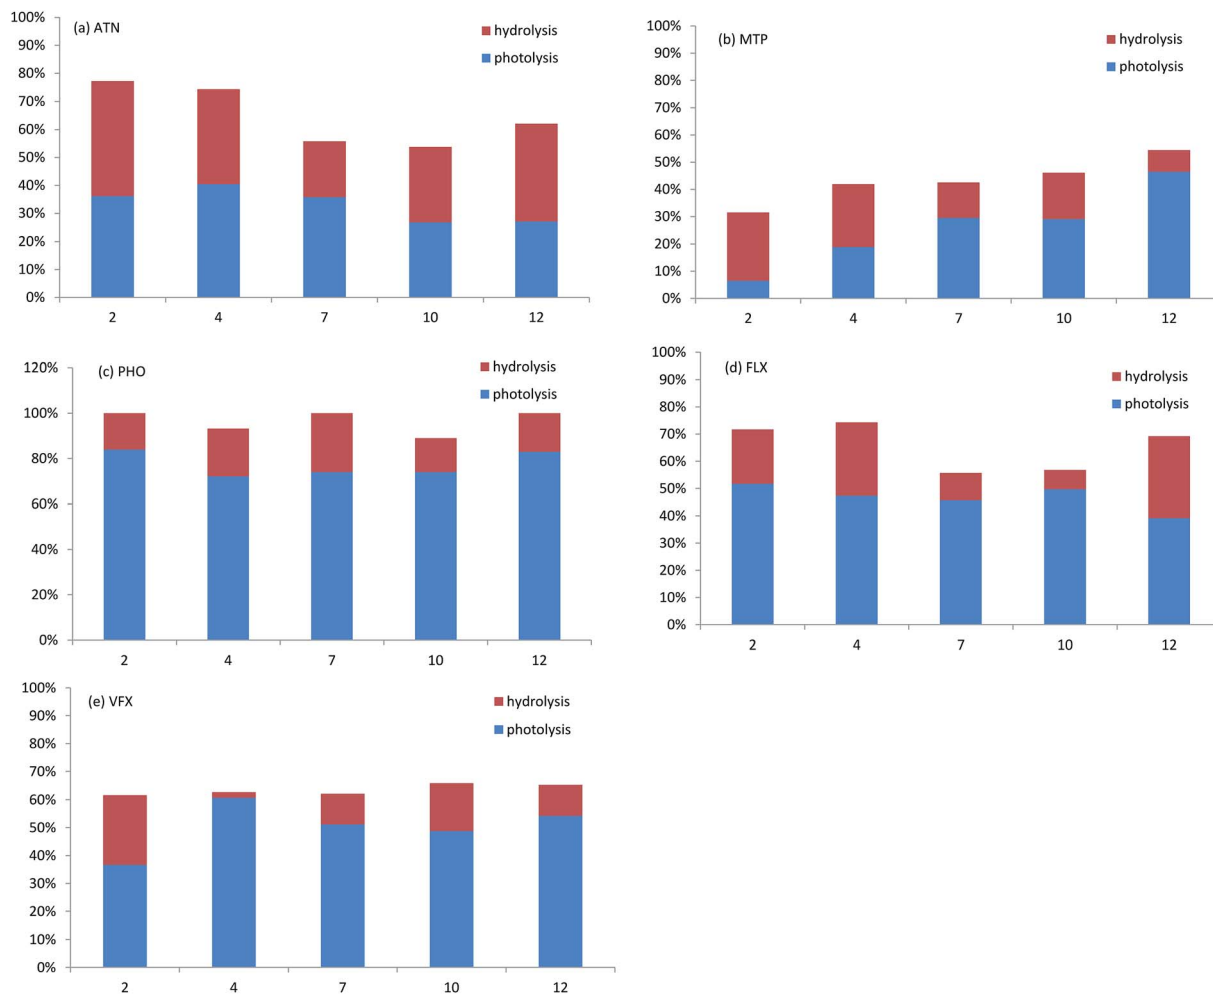 (a) ATN
hydrolysis
photolysis
100%
90%
80%
70%
60%
50%
40%
30%
20%
10%
0%
2 4 7 10 12
(b) MTP
hydrolysis
photolysis
100%
90%
80%
70%
60%
50%
40%
30%
20%
10%
0%
2 4 7 10 12
(c) PHO
hydrolysis
photolysis
120%
100%
80%
60%
40%
20%
0%
2 4 7 10 12
(d) FLX
hydrolysis
photolysis
100%
90%
80%
70%
60%
50%
40%
30%
20%
10%
0%
2 4 7 10 12
(e) VFX
hydrolysis
photolysis
100%
90%
80%
70%
60%
50%
40%
30%
20%
10%
0%
2 4 7 10 12